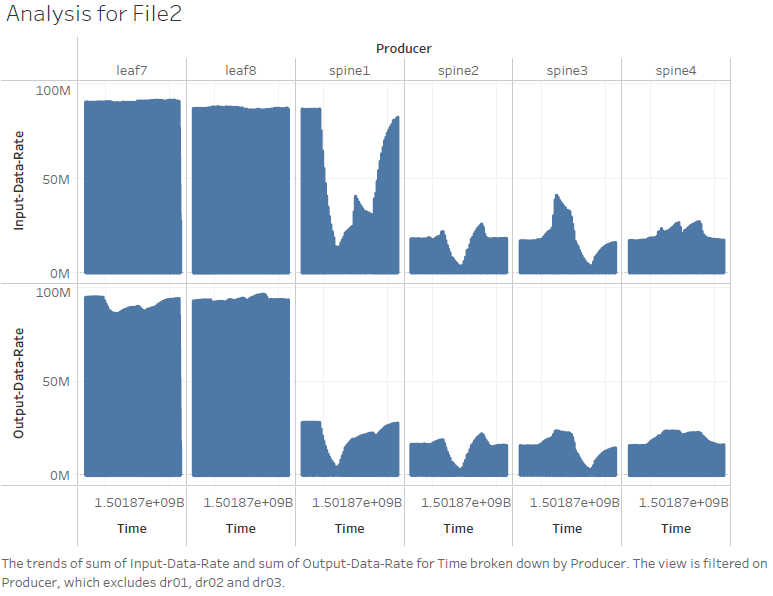 Analysis for File2
Producer
leaf7 leaf8 spine1 spine2 spine3 spine4
100M
Input-Data-Rate
50M
0M
100M
Output-Data-Rate
50M
0M
1.50187e+09B 1.50187e+09B 1.50187e+09B 1.50187e+09B 1.50187e+09B 1.50187e+09B
Time Time Time Time Time Time
The trends of sum of Input-Data-Rate and sum of Output-Data-Rate for Time broken down by Producer. The view is filtered on
Producer, which excludes dr01, dr02 and dr03.